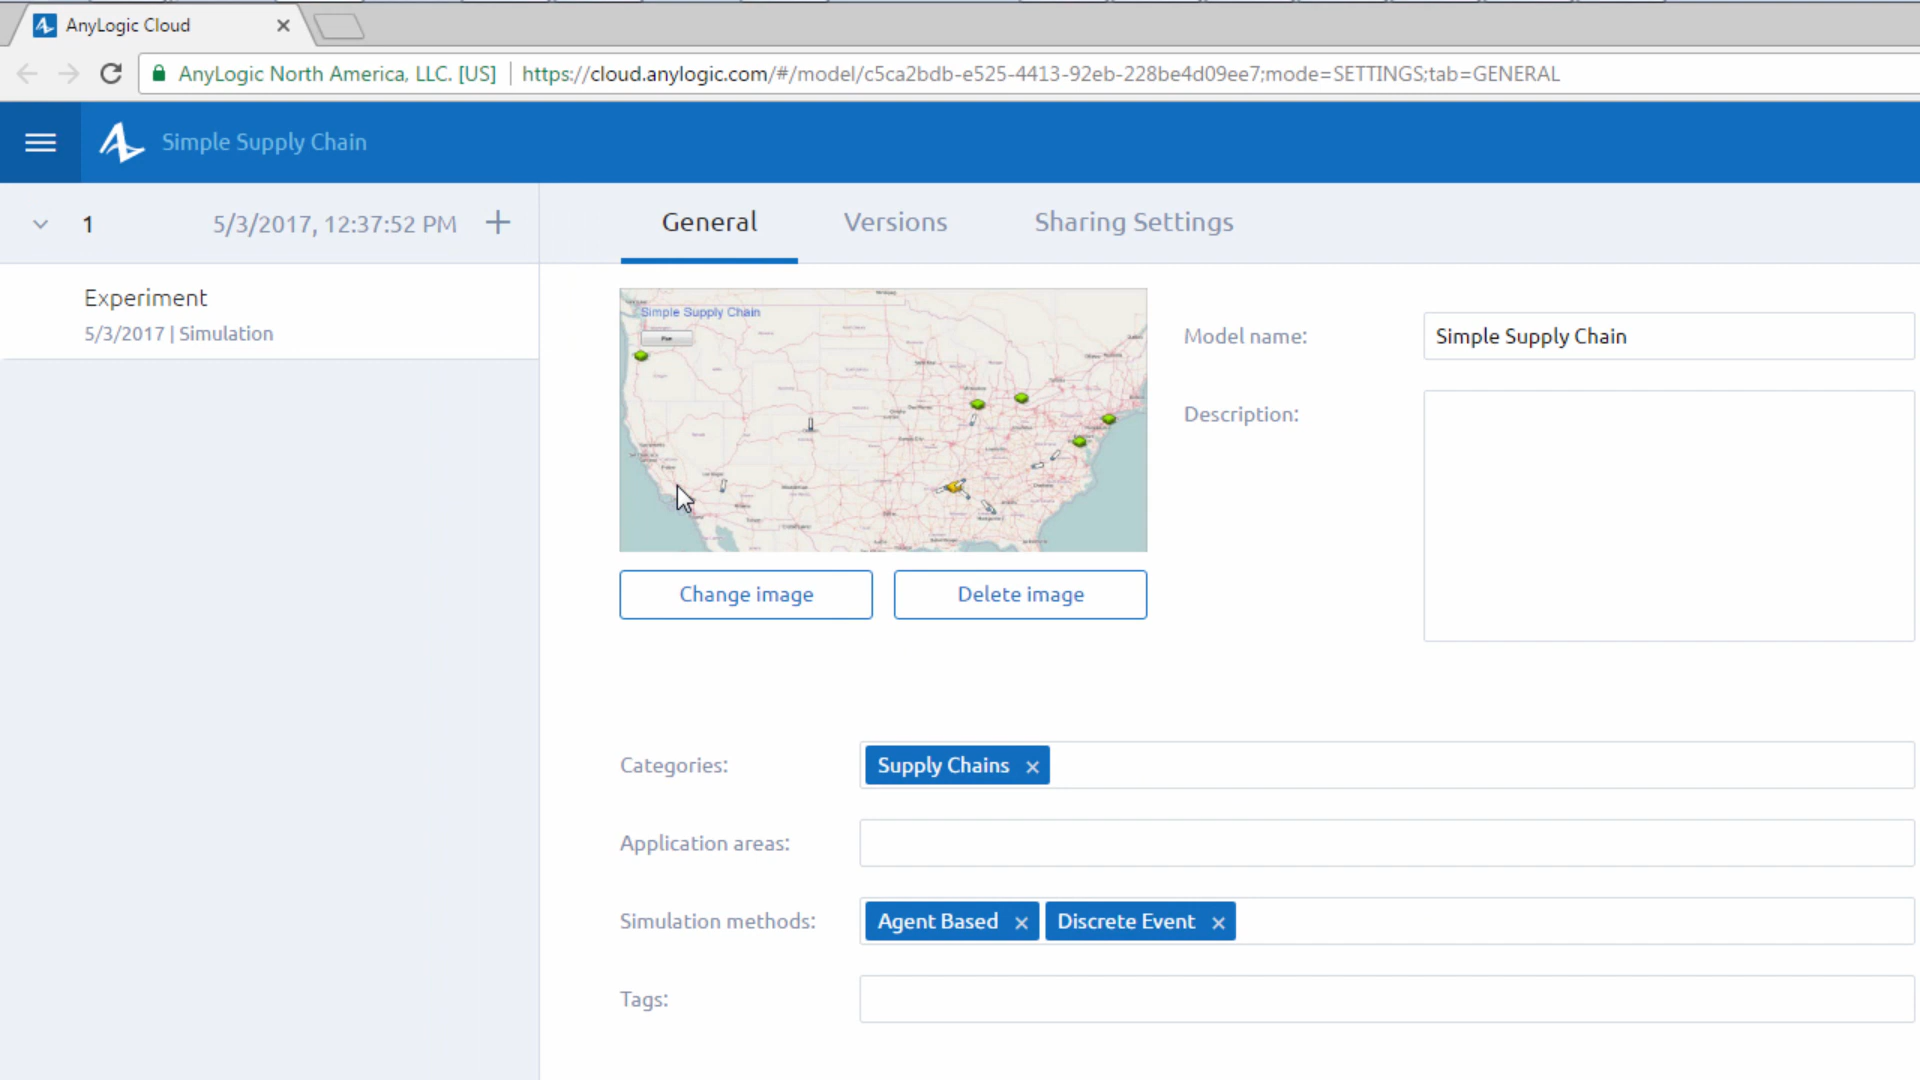 AnyLogic Cloud
AnyLogic North America, LLC. [US] https://cloud.anylogic.com/#/model/c5ca2bdb-e525-4413-92eb-228be4d09ee7;mode=SETTINGS;tab=GENERAL
Simple Supply Chain
1 5/3/2017, 12:37:52 PM
General Versions Sharing Settings
Experiment
5/3/2017 | Simulation
Simple Supply Chain
Model name: Simple Supply Chain
Description:
Change image Delete image
Categories: Supply Chains
Application areas:
Simulation methods: Agent Based Discrete Event
Tags: